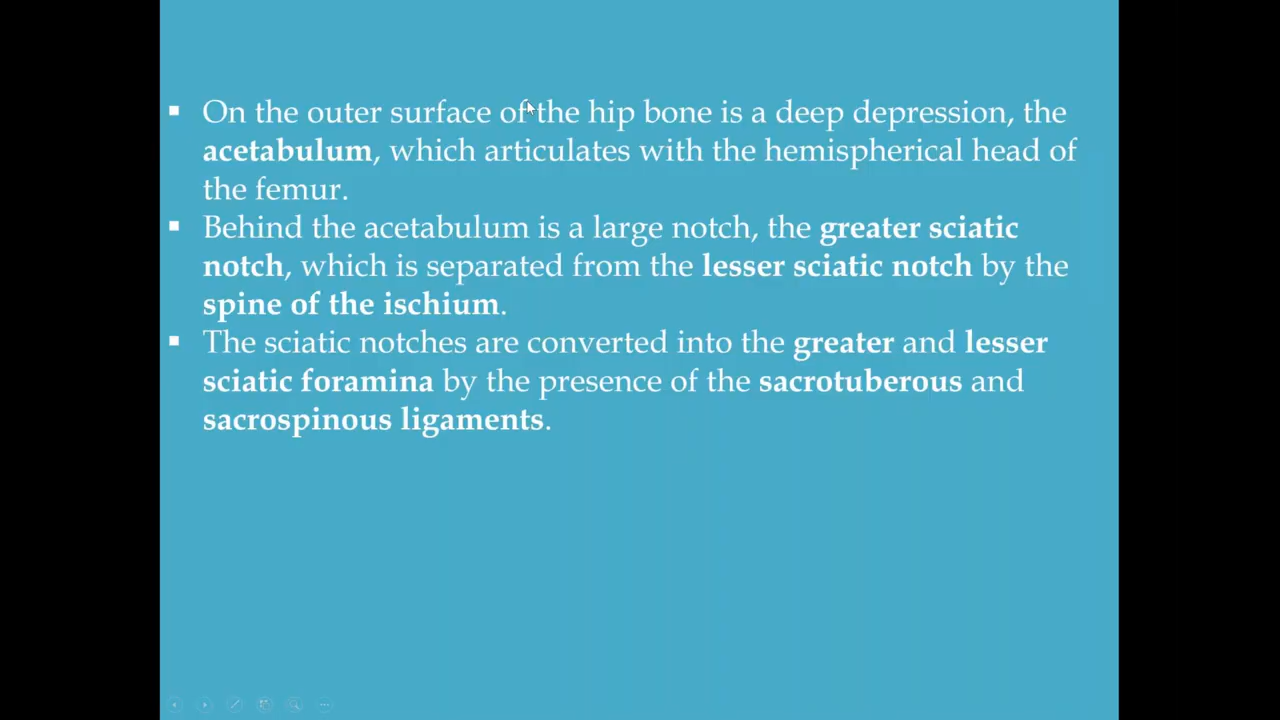 ▪ On the outer surface of the hip bone is a deep depression, the
acetabulum, which articulates with the hemispherical head of
the femur.
▪ Behind the acetabulum is a large notch, the greater sciatic
notch, which is separated from the lesser sciatic notch by the
spine of the ischium.
▪ The sciatic notches are converted into the greater and lesser
sciatic foramina by the presence of the sacrotuberous and
sacrospinous ligaments.